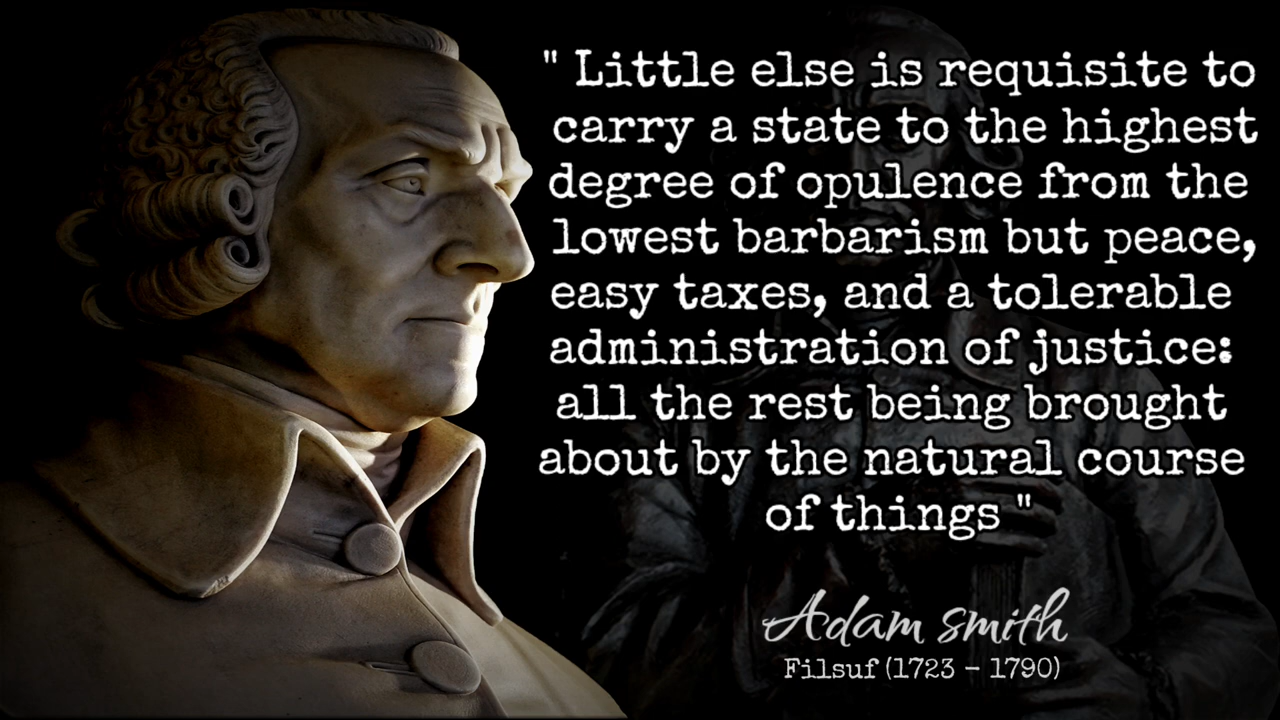 " Little else is requisite to
carry a state to the highest
degree of opulence from the
lowest barbarism but peace,
easy taxes, and a tolerable
administration of justice:
all the rest being brought
about by the natural course
of things "
Adam smith
Filsuf (1723 – 1790)